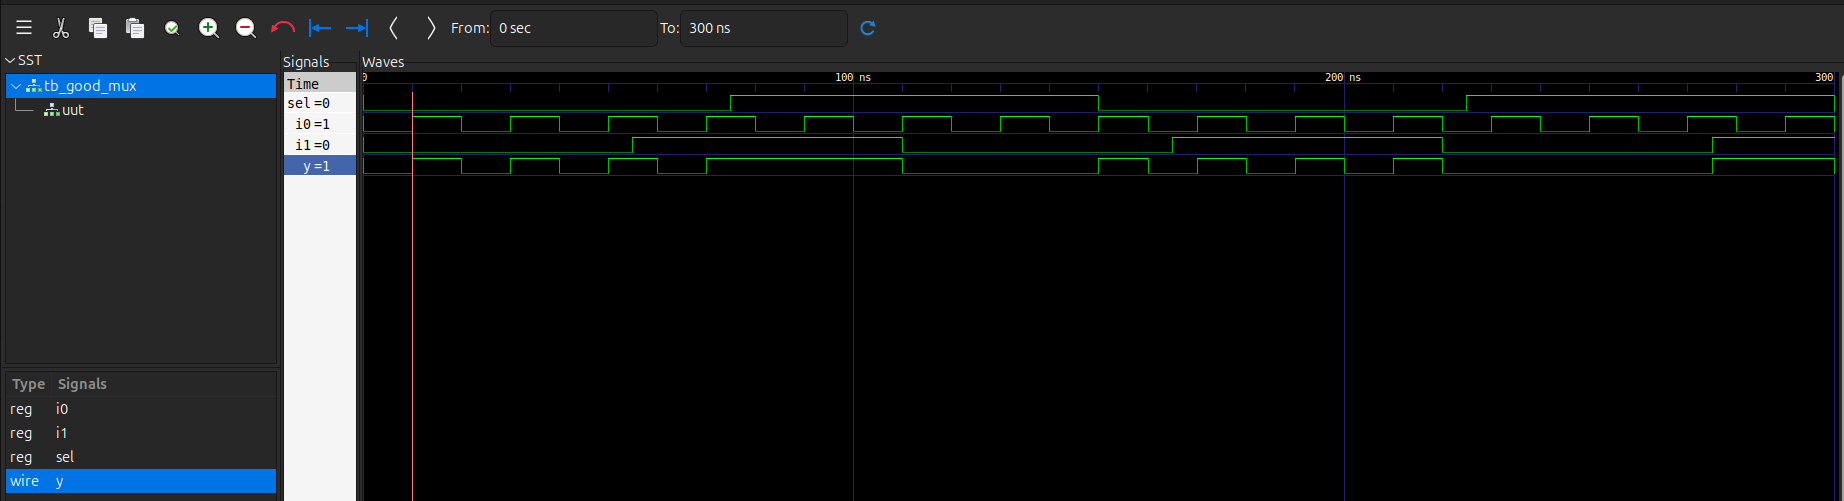 From: 0 sec To: 300 ns
SST
tb_good_mux
uut
Type Signals
reg i0
reg i1
reg sel
wire y
Signals
Time
sel=0
i0=1
i1=0
y=1
Waves
0 100 ns 200 ns 300